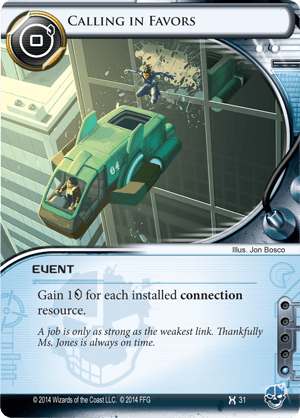 CALLING IN FAVORS
0
Illus. Jon Bosco
EVENT
Gain 1 for each installed connection
resource.
A job is only as strong as the weakest link. Thankfully
Ms. Jones is always on time.
© 2014 Wizards of the Coast LLC. © 2014 FFG 31